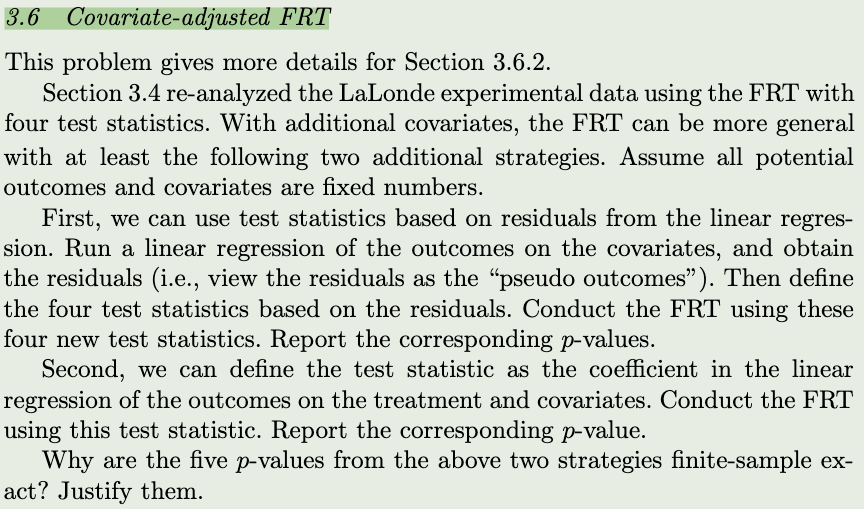 3.6 Covariate-adjusted FRT
This problem gives more details for Section 3.6.2.
Section 3.4 re-analyzed the LaLonde experimental data using the FRT with
four test statistics. With additional covariates, the FRT can be more general
with at least the following two additional strategies. Assume all potential
outcomes and covariates are fixed numbers.
First, we can use test statistics based on residuals from the linear regres-
sion. Run a linear regression of the outcomes on the covariates, and obtain
the residuals (i.e., view the residuals as the “pseudo outcomes”). Then define
the four test statistics based on the residuals. Conduct the FRT using these
four new test statistics. Report the corresponding p-values.
Second, we can define the test statistic as the coefficient in the linear
regression of the outcomes on the treatment and covariates. Conduct the FRT
using this test statistic. Report the corresponding p-value.
Why are the five p-values from the above two strategies finite-sample ex-
act? Justify them.